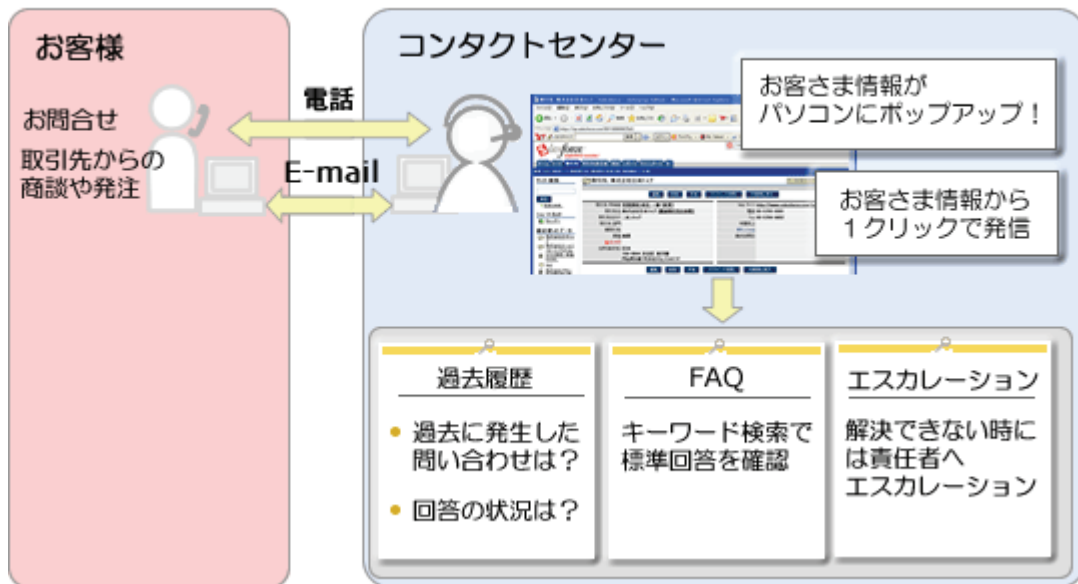 お客様
お問合せ
取引先からの
商談や発注
電話
E-mail
コンタクトセンター
お客さま情報が
パソコンにポップアップ！
お客さま情報から
１クリックで発信
過去履歴
● 過去に発生した
問い合わせは？
● 回答の状況は？
FAQ
キーワード検索で
標準回答を確認
エスカレーション
解決できない時に
は責任者へ
エスカレーション